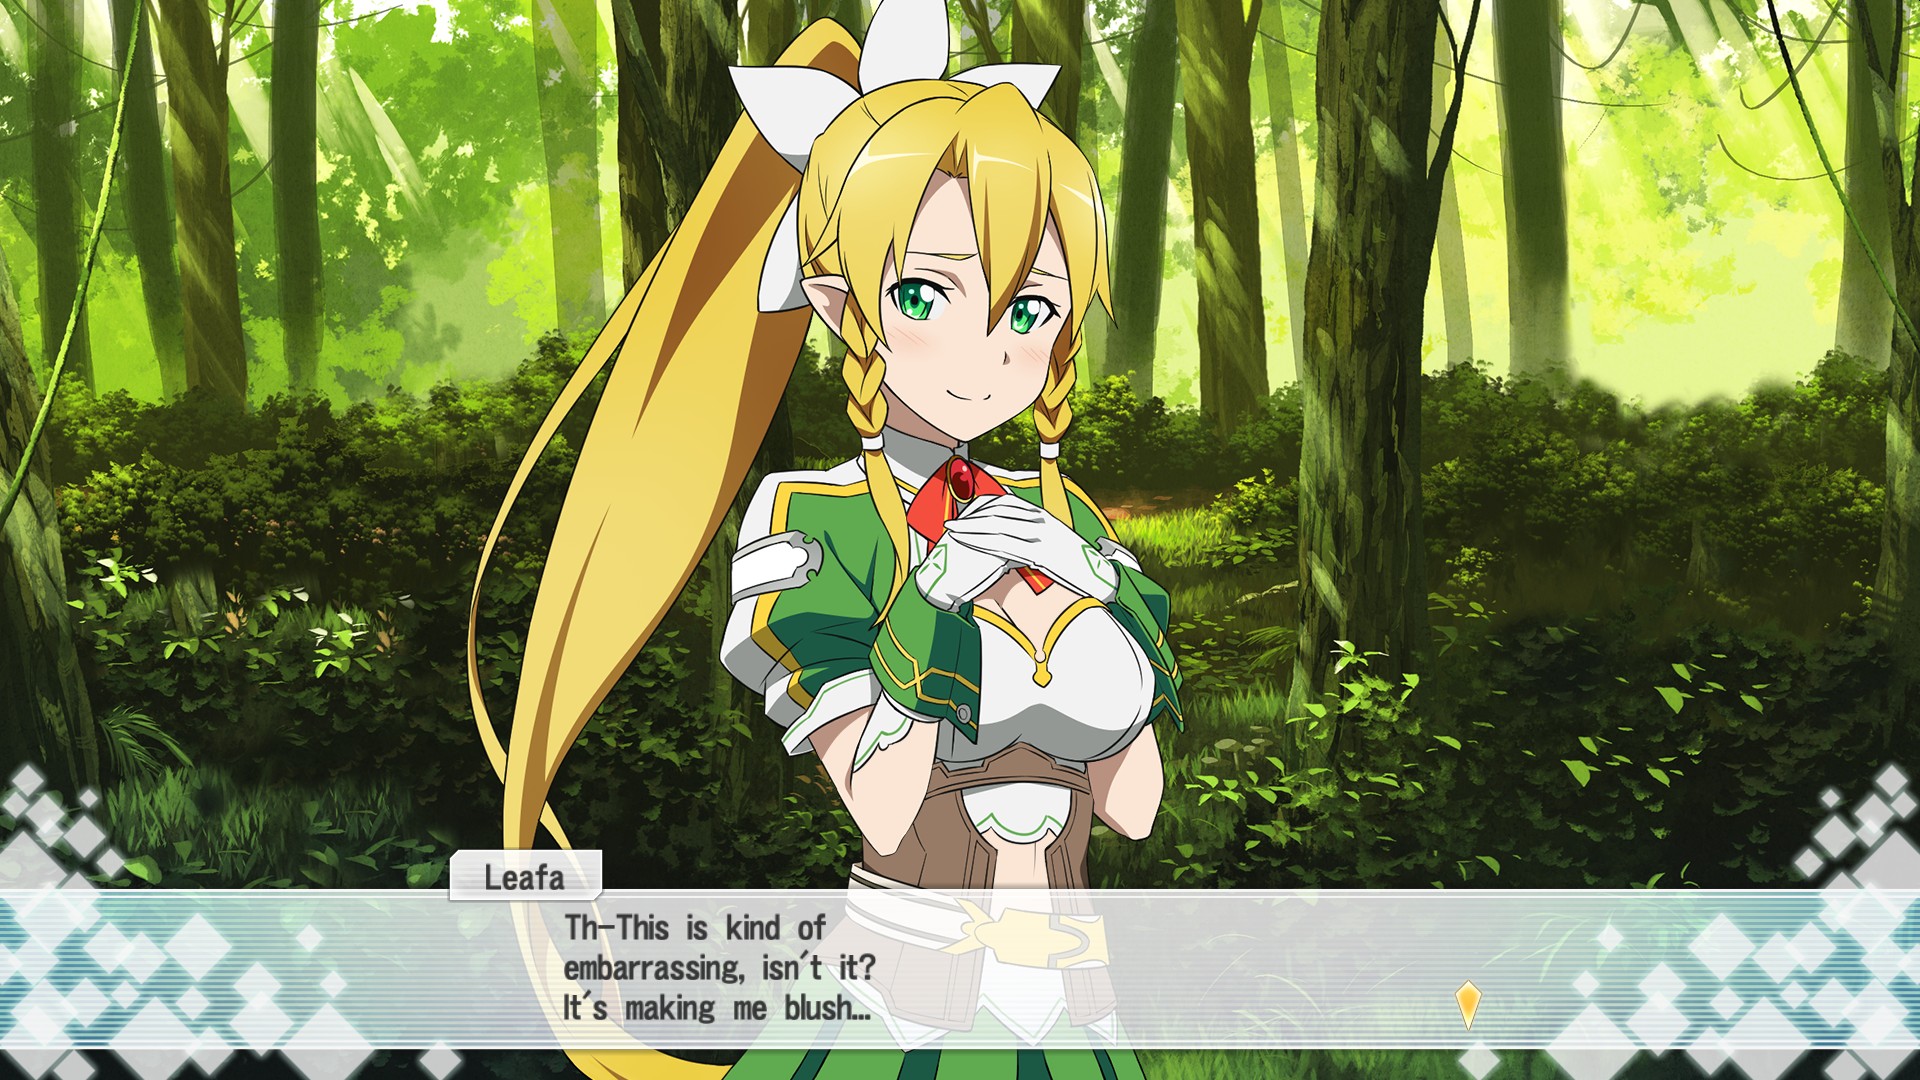 Leafa
Th-This is kind of
embarrassing, isn't it?
It's making me blush...